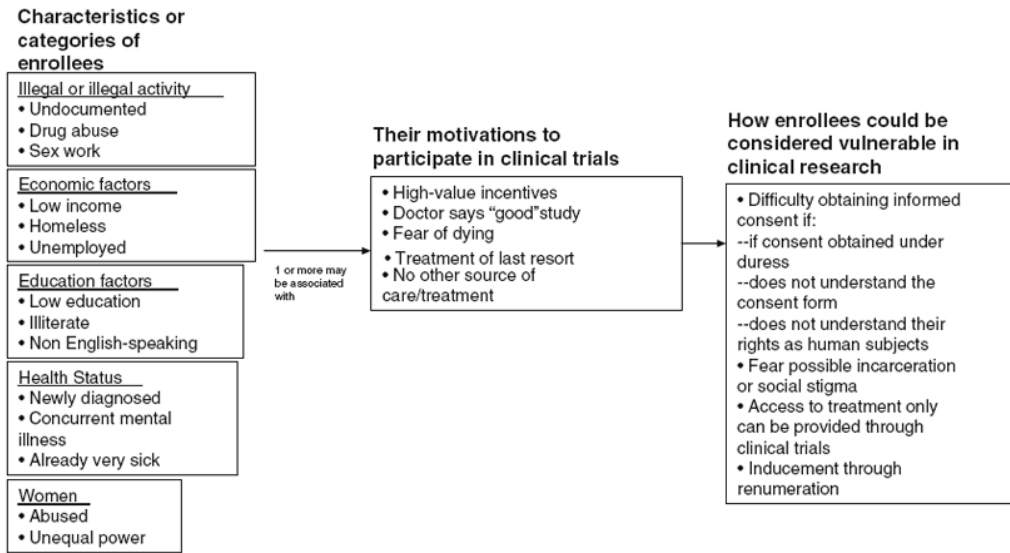 Characteristics or
categories of
enrollees
Illegal or illegal activity
• Undocumented
• Drug abuse
• Sex work
Economic factors
• Low income
• Homeless
• Unemployed
Education factors
• Low education
• Illiterate
• Non English-speaking
Health Status
• Newly diagnosed
• Concurrent mental
illness
• Already very sick
Women
• Abused
• Unequal power
1 or more may
be associated
with
Their motivations to
participate in clinical trials
• High-value incentives
• Doctor says “good”study
• Fear of dying
• Treatment of last resort
• No other source of
care/treatment
How enrollees could be
considered vulnerable in
clinical research
• Difficulty obtaining informed
consent if:
--if consent obtained under
duress
--does not understand the
consent form
--does not understand their
rights as human subjects
• Fear possible incarceration
or social stigma
• Access to treatment only
can be provided through
clinical trials
• Inducement through
renumeration